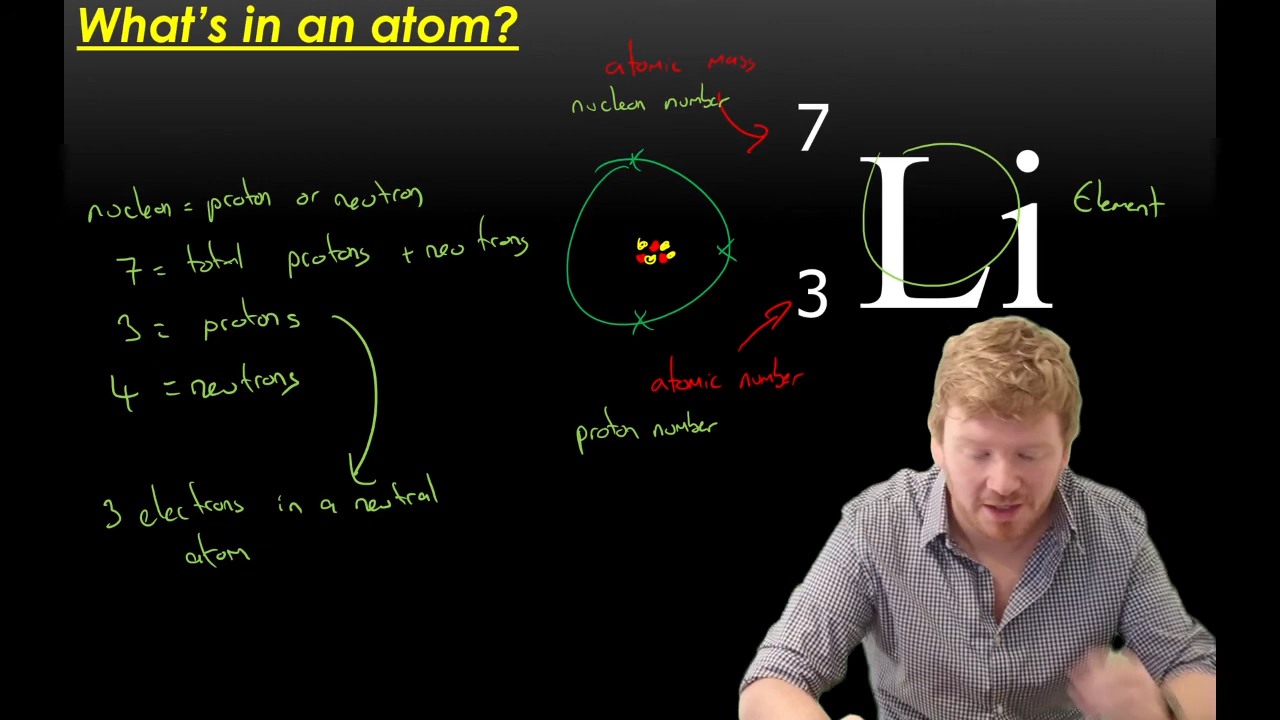 What's in an atom?
atomic mass
nucleon number
7
Li
Element
nucleon = proton or neutron
7 = total protons + neutrons
3 = protons
3
4 = neutrons
atomic number
proton number
3 electrons in a neutral
atom